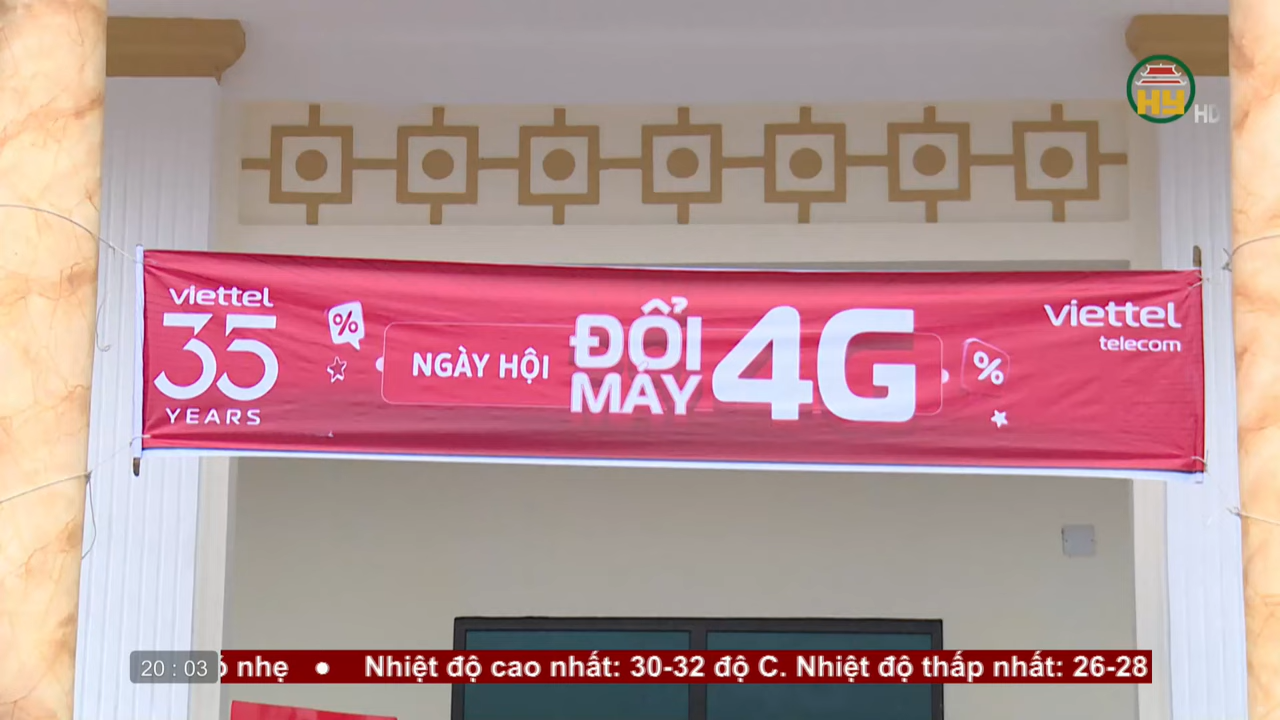 HY
HD
viettel
35
YEARS
%
NGÀY HỘI
ĐỔI
MÁY
4G
%
viettel
telecom
20 : 03
nhẹ • Nhiệt độ cao nhất: 30-32 độ C. Nhiệt độ thấp nhất: 26-28